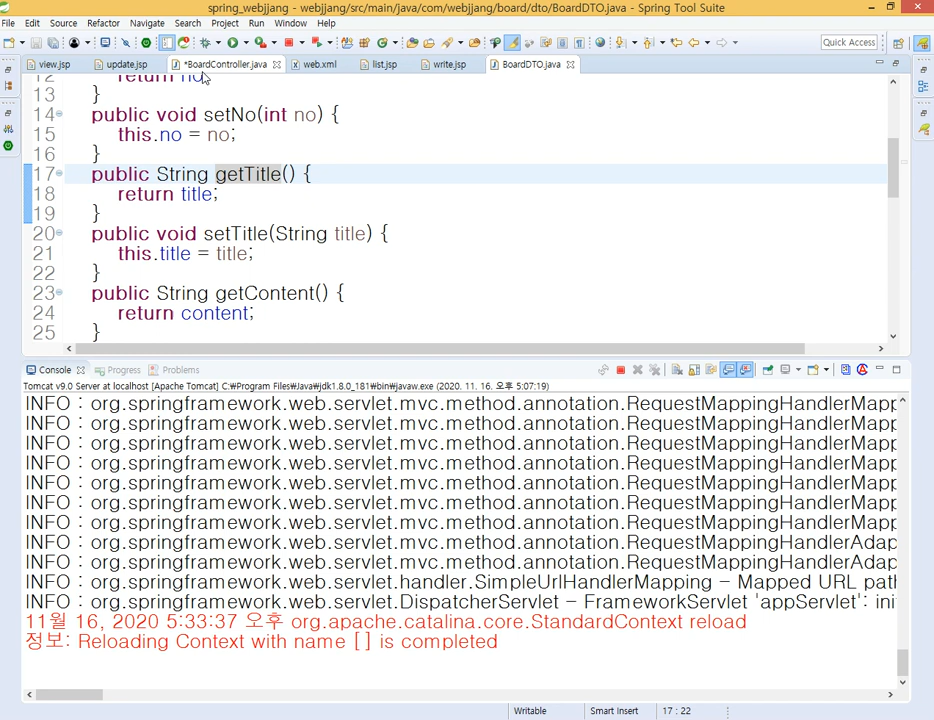 spring_webjjang - webjjang/src/main/java/com/webjjang/board/dto/BoardDTO.java - Spring Tool Suite
File Edit Source Refactor Navigate Search Project Run Window Help
Quick Access
view.jsp update.jsp *BoardController.java web.xml list.jsp write.jsp BoardDTO.java
12 return no
13 }
14 public void setNo(int no) {
15 this.no = no;
16 }
17 public String getTitle() {
18 return title;
19 }
20 public void setTitle(String title) {
21 this.title = title;
22 }
23 public String getContent() {
24 return content;
25 }
Console Progress Problems
Tomcat v9.0 Server at localhost [Apache Tomcat] C:\Program Files\Java\jdk1.8.0_181\bin\javaw.exe (2020. 11. 16. 오후 5:07:19)
INFO : org.springframework.web.servlet.mvc.method.annotation.RequestMappingHandlerMapp
INFO : org.springframework.web.servlet.mvc.method.annotation.RequestMappingHandlerMapp
INFO : org.springframework.web.servlet.mvc.method.annotation.RequestMappingHandlerMapp
INFO : org.springframework.web.servlet.mvc.method.annotation.RequestMappingHandlerMapp
INFO : org.springframework.web.servlet.mvc.method.annotation.RequestMappingHandlerMapp
INFO : org.springframework.web.servlet.mvc.method.annotation.RequestMappingHandlerMapp
INFO : org.springframework.web.servlet.mvc.method.annotation.RequestMappingHandlerMapp
INFO : org.springframework.web.servlet.mvc.method.annotation.RequestMappingHandlerAdap
INFO : org.springframework.web.servlet.mvc.method.annotation.RequestMappingHandlerAdap
INFO : org.springframework.web.servlet.handler.SimpleUrlHandlerMapping - Mapped URL path
INFO : org.springframework.web.servlet.DispatcherServlet - FrameworkServlet 'appServlet': init
11월 16, 2020 5:33:37 오후 org.apache.catalina.core.StandardContext reload
정보: Reloading Context with name [] is completed
Writable Smart Insert 17 : 22